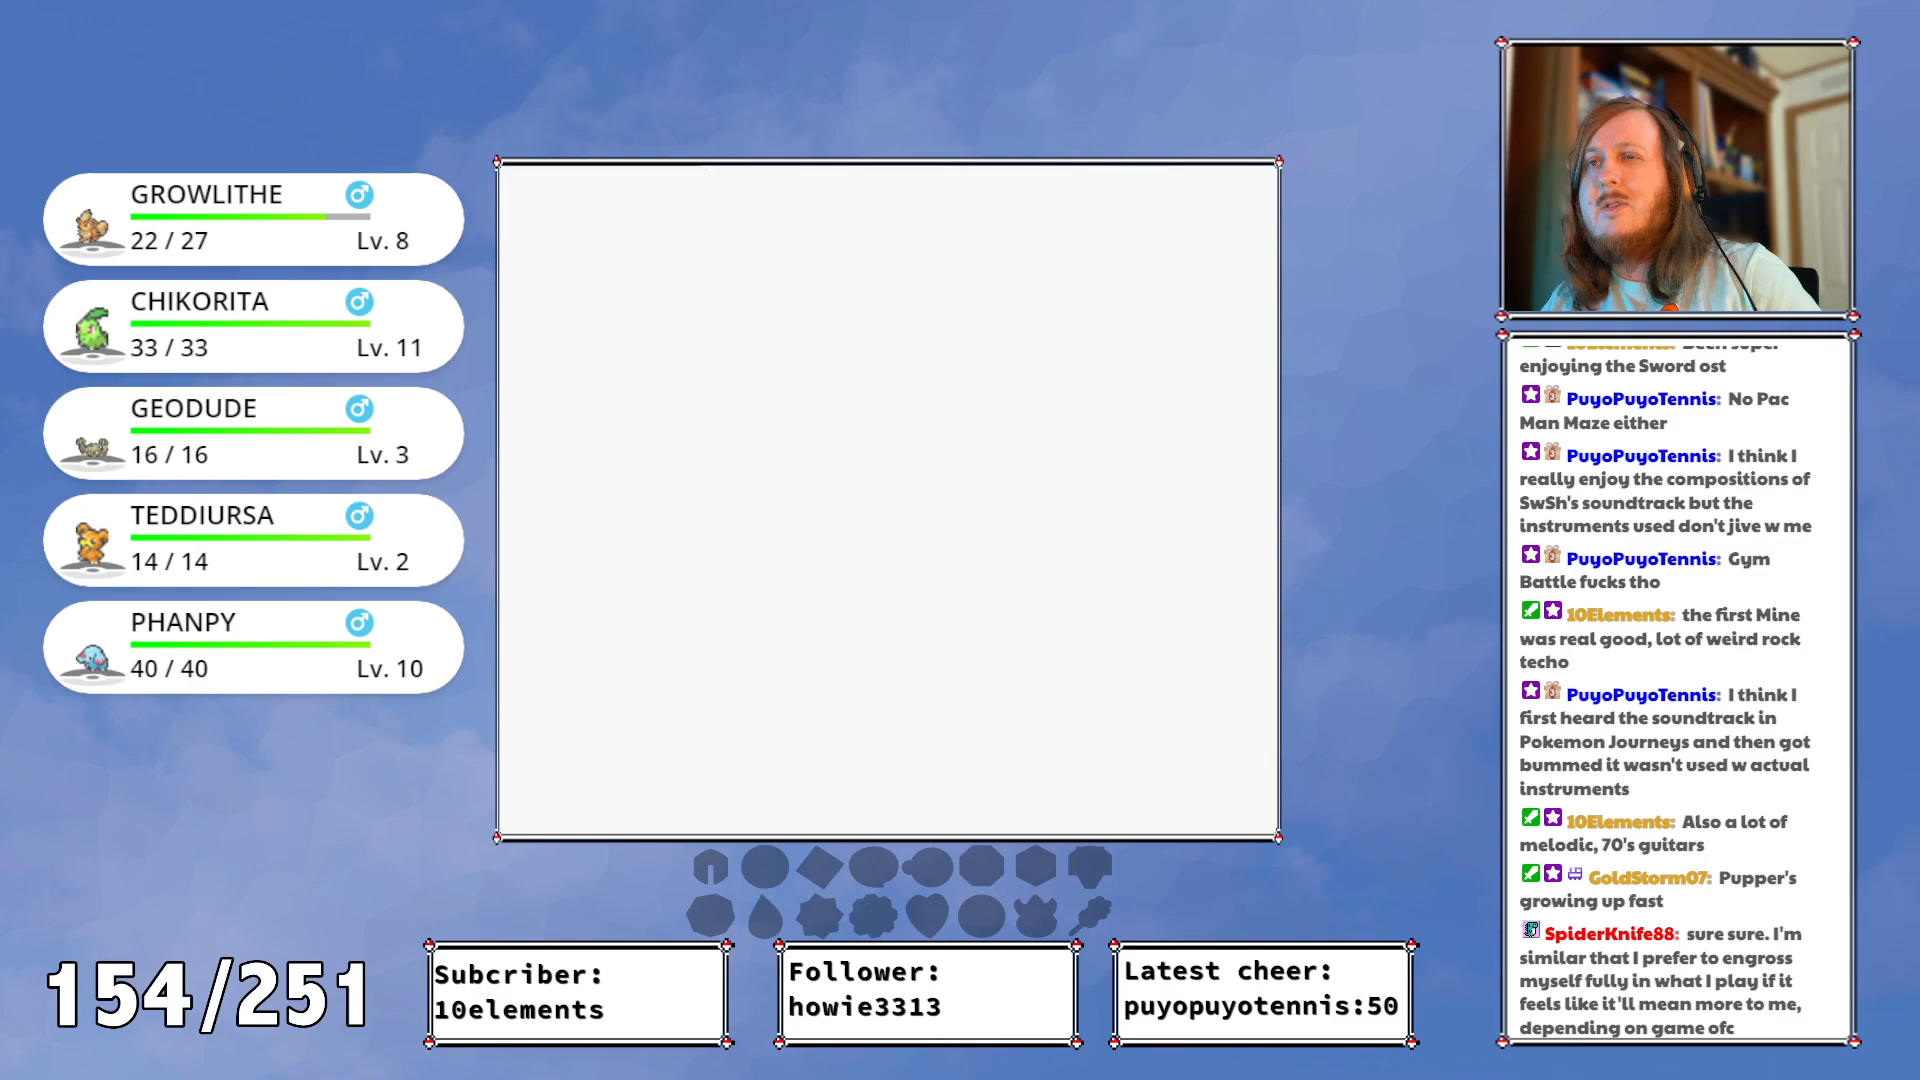 GROWLITHE
22 / 27 Lv. 8
CHIKORITA
33 / 33 Lv. 11
GEODUDE
16 / 16 Lv. 3
TEDDIURSA
14 / 14 Lv. 2
PHANPY
40 / 40 Lv. 10
154/251
Subcriber:
10elements
Follower:
howie3313
Latest cheer:
puyopuyotennis:50
enjoying the Sword ost
PuyoPuyoTennis: No Pac
Man Maze either
PuyoPuyoTennis: I think I
really enjoy the compositions of
SwSh's soundtrack but the
instruments used don't jive w me
PuyoPuyoTennis: Gym
Battle fucks tho
10Elements: the first Mine
was real good, lot of weird rock
techo
PuyoPuyoTennis: I think I
first heard the soundtrack in
Pokemon Journeys and then got
bummed it wasn't used w actual
instruments
10Elements: Also a lot of
melodic, 70's guitars
GoldStorm07: Pupper's
growing up fast
SpiderKnife88: sure sure. I'm
similar that I prefer to engross
myself fully in what I play if it
feels like it'll mean more to me,
depending on game ofc